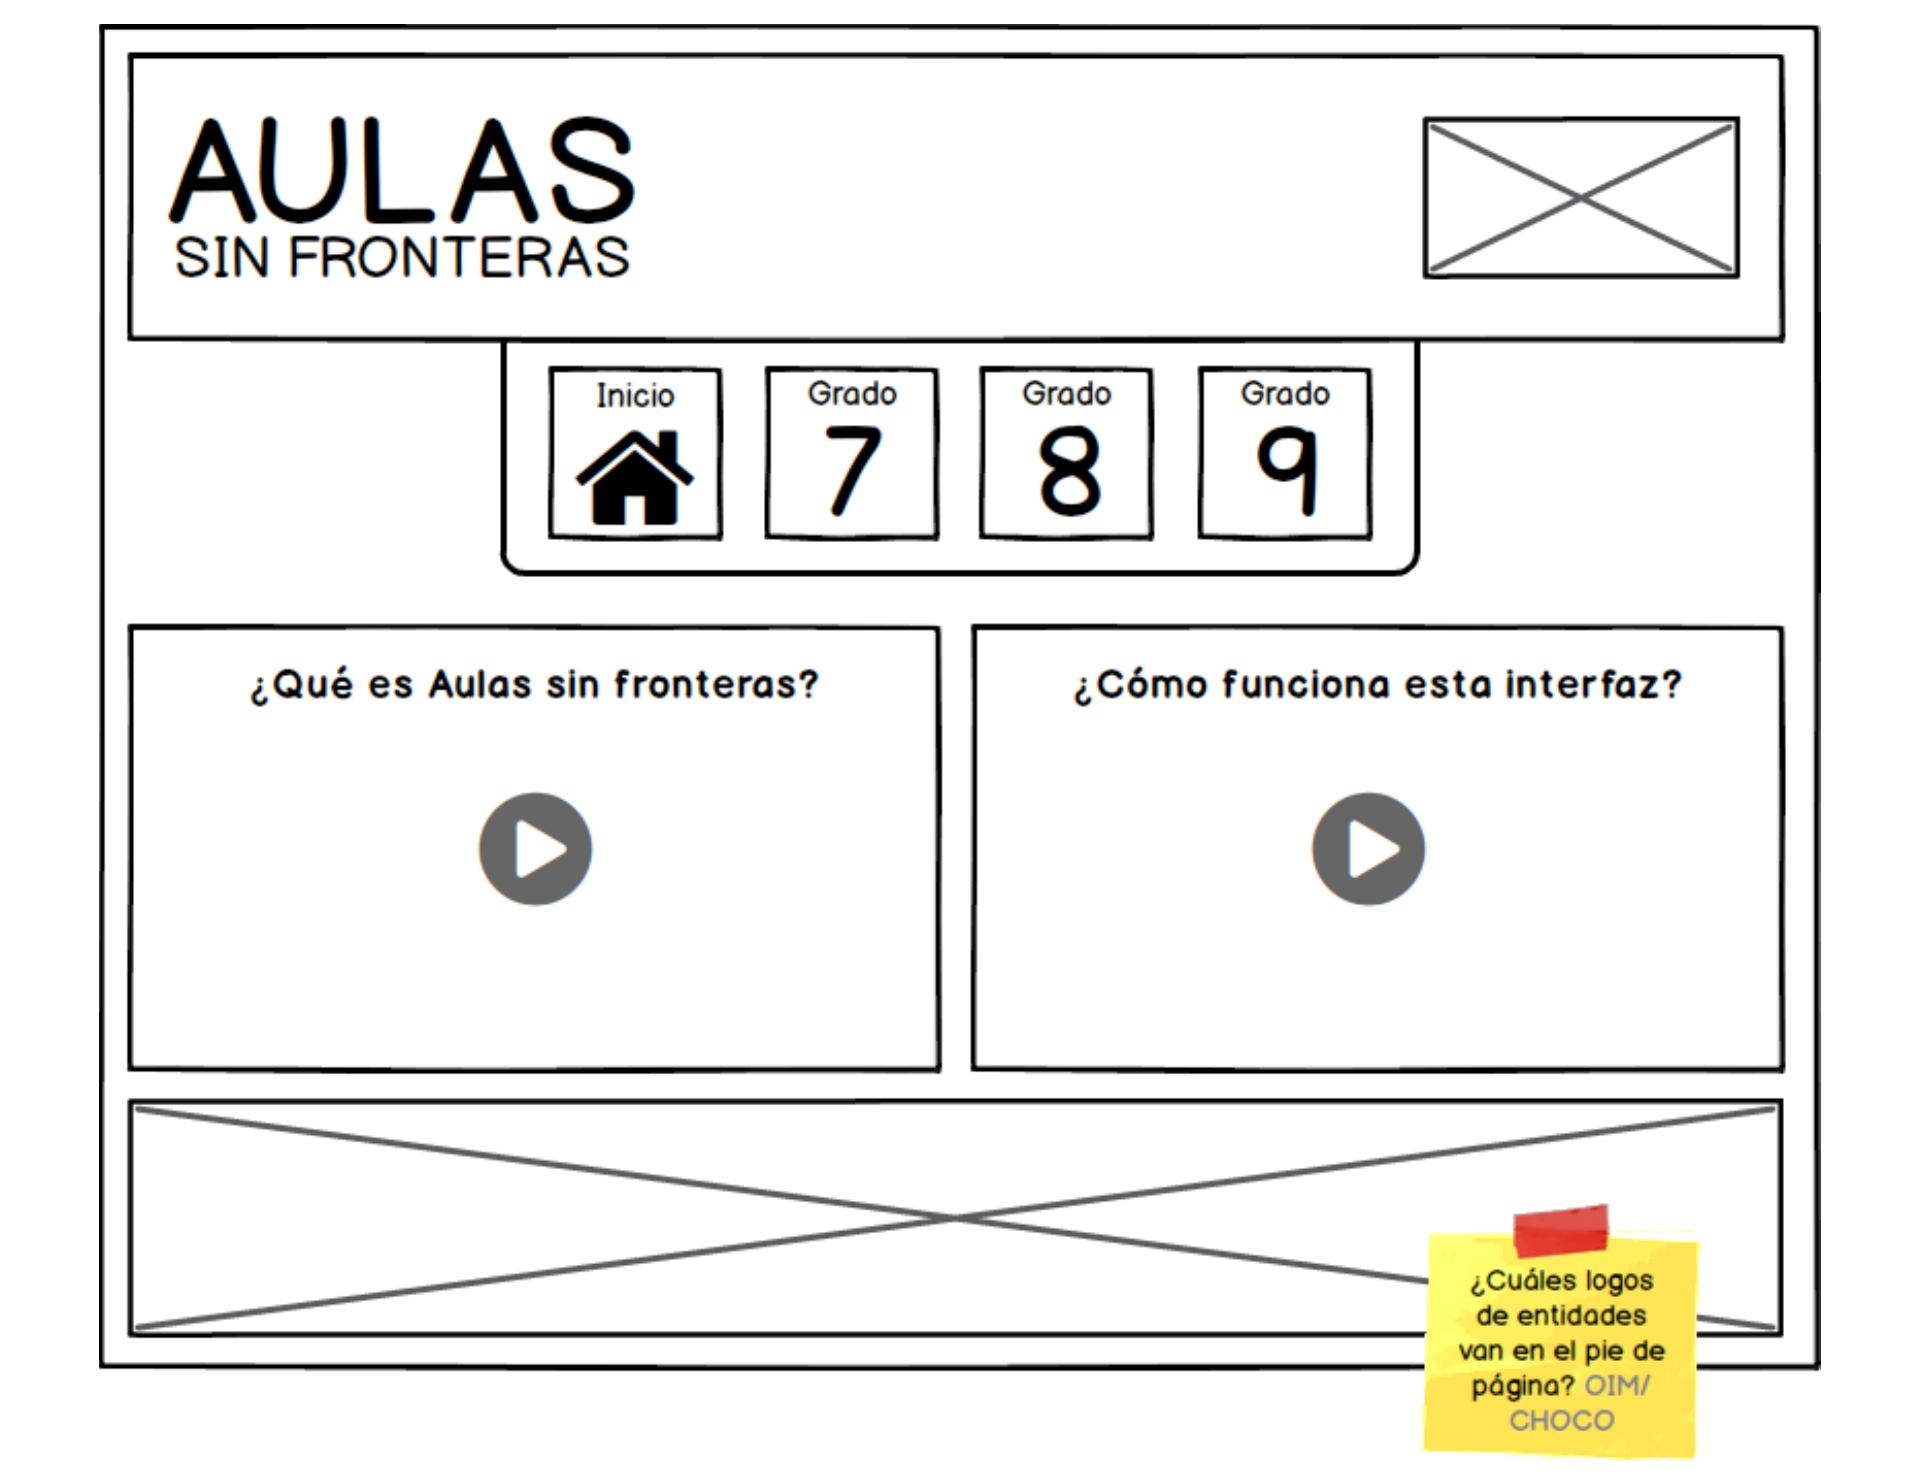 AULAS
SIN FRONTERAS
Inicio
Grado
7
Grado
8
Grado
9
¿Qué es Aulas sin fronteras?
¿Cómo funciona esta interfaz?
¿Cuáles logos
de entidades
van en el pie de
página? OIM/
CHOCO